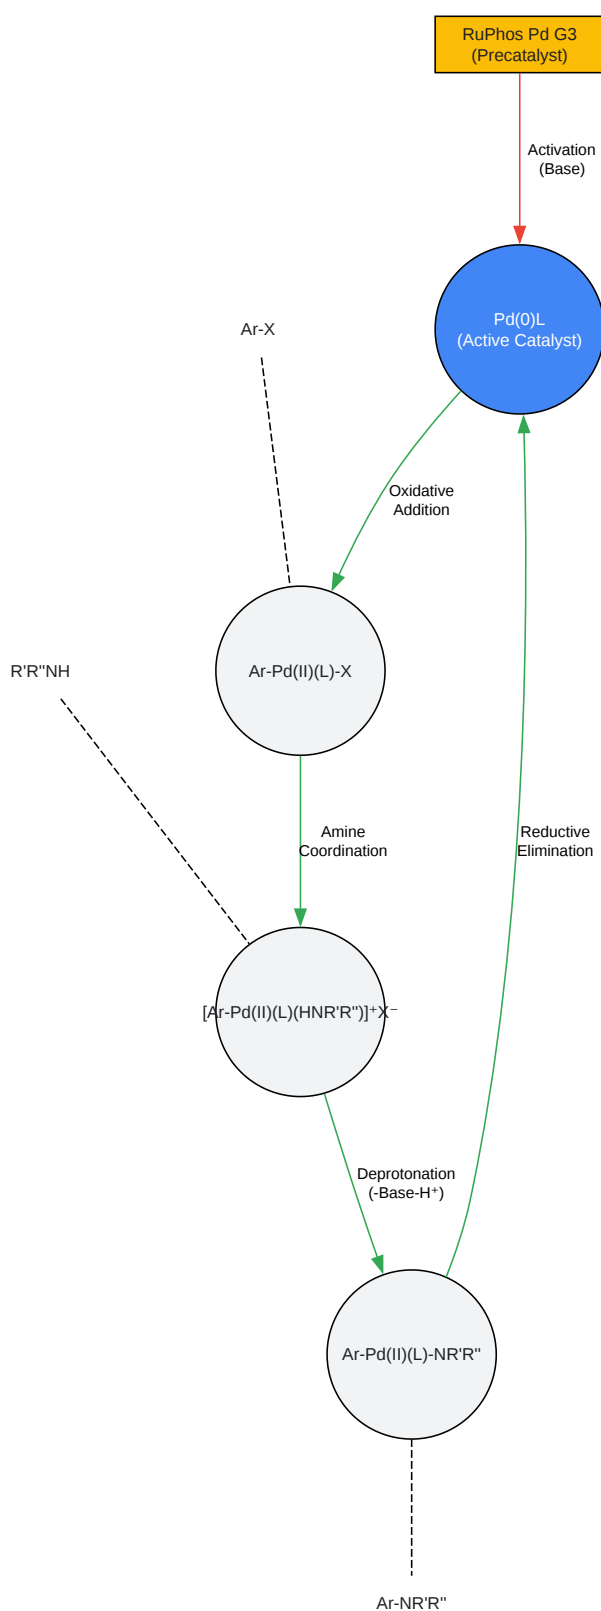 RuPhos Pd G3
(Precatalyst)
Activation
(Base)
Pd(0)L
(Active Catalyst)
Ar-X
Oxidative
Addition
Ar-Pd(II)(L)-X
R'R''NH
Amine
Coordination
Reductive
Elimination
[Ar-Pd(II)(L)(HNR'R'')]⁺X⁻
Deprotonation
(-Base-H⁺)
Ar-Pd(II)(L)-NR'R''
Ar-NR'R''